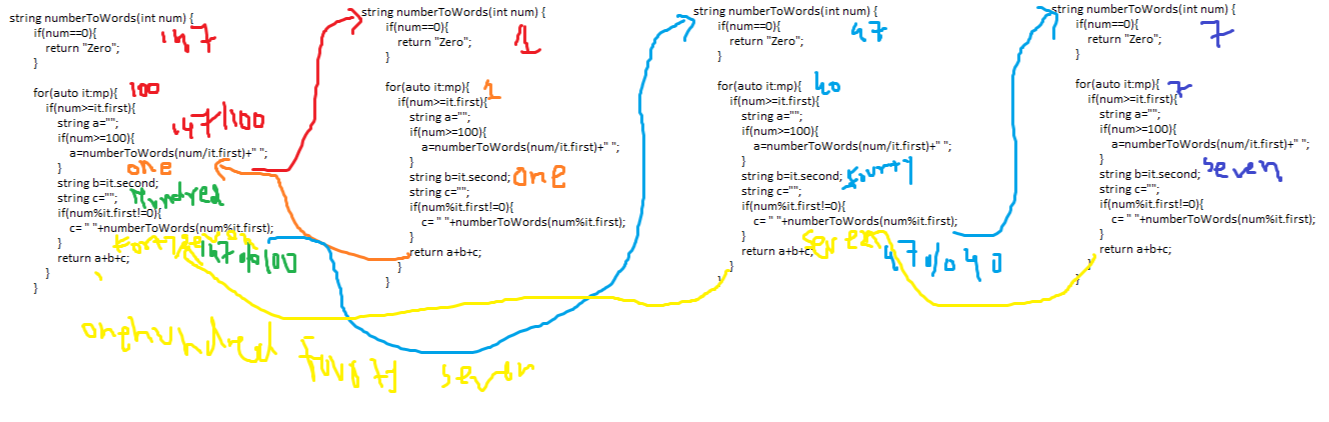 string numberToWords(int num) {
if(num==0){
return "Zero";
}
147
for(auto it:mp){
100
if(num>=it.first){
string a="";
if(num>=100){
147/100
a=numberToWords(num/it.first)+" ";
}
one
string b=it.second;
string c="";
Hundred
if(num%it.first!=0){
c= " "+numberToWords(num%it.first);
}
147%100
return a+b+c;
}
}
string numberToWords(int num) {
if(num==0){
return "Zero";
}
1
for(auto it:mp){
1
if(num>=it.first){
string a="";
if(num>=100){
a=numberToWords(num/it.first)+" ";
}
string b=it.second;
one
string c="";
if(num%it.first!=0){
c= " "+numberToWords(num%it.first);
}
return a+b+c;
}
}
string numberToWords(int num) {
if(num==0){
return "Zero";
}
47
for(auto it:mp){
40
if(num>=it.first){
string a="";
if(num>=100){
a=numberToWords(num/it.first)+" ";
}
string b=it.second;
fourty
string c="";
if(num%it.first!=0){
c= " "+numberToWords(num%it.first);
}
seven
47%40
return a+b+c;
}
}
string numberToWords(int num) {
if(num==0){
return "Zero";
}
7
for(auto it:mp){
7
if(num>=it.first){
string a="";
if(num>=100){
a=numberToWords(num/it.first)+" ";
}
string b=it.second;
seven
string c="";
if(num%it.first!=0){
c= " "+numberToWords(num%it.first);
}
return a+b+c;
}
}
onehundred fourty seven